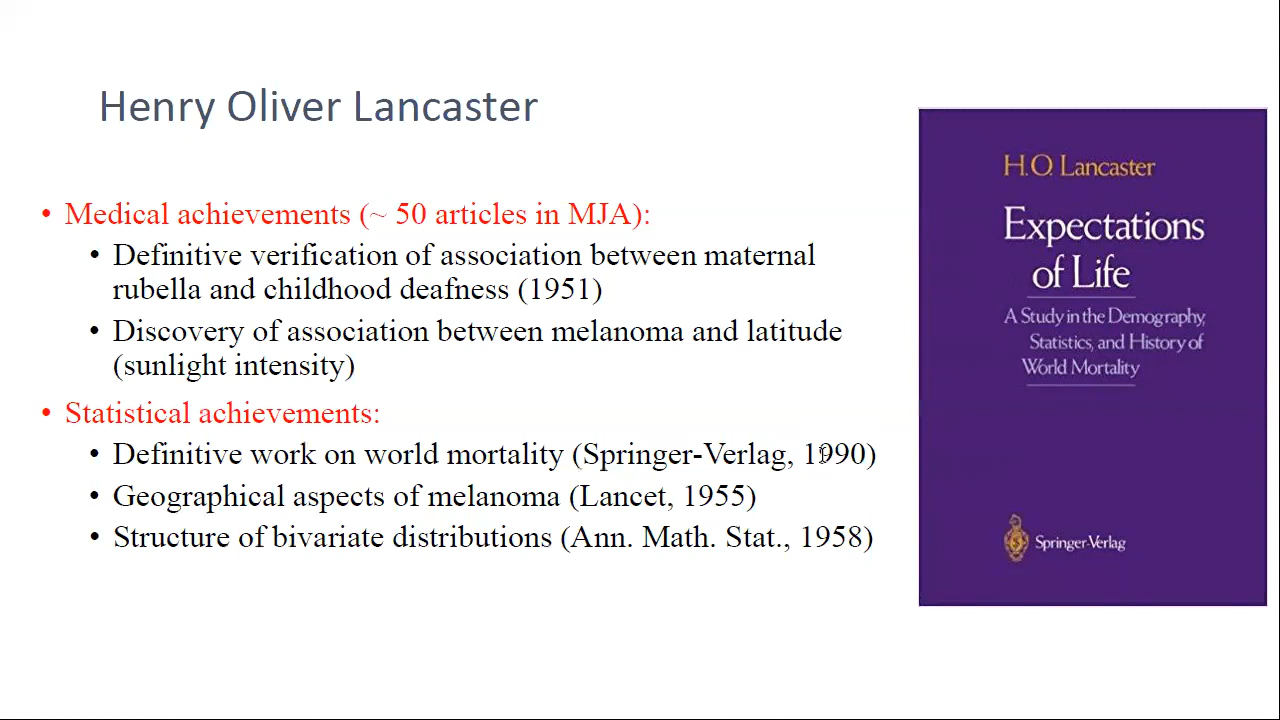 Henry Oliver Lancaster
• Medical achievements (~ 50 articles in MJA):
• Definitive verification of association between maternal
rubella and childhood deafness (1951)
• Discovery of association between melanoma and latitude
(sunlight intensity)
• Statistical achievements:
• Definitive work on world mortality (Springer-Verlag, 1990)
• Geographical aspects of melanoma (Lancet, 1955)
• Structure of bivariate distributions (Ann. Math. Stat., 1958)
H.O. Lancaster
Expectations
of Life
A Study in the Demography,
Statistics, and History of
World Mortality
Springer-Verlag